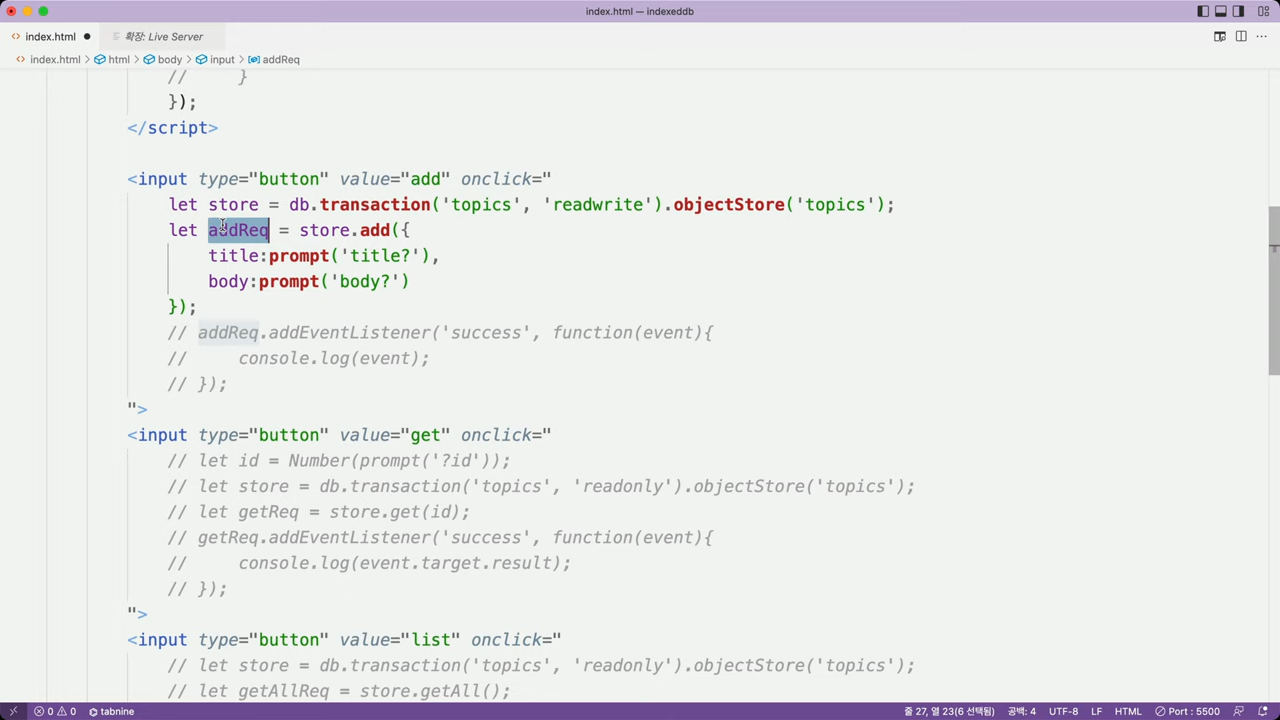 index.html — indexeddb
index.html
확장: Live Server
index.html > html > body > input > addReq
//     }
});
</script>
<input type="button" value="add" onclick="
let store = db.transaction('topics', 'readwrite').objectStore('topics');
let addReq = store.add({
title:prompt('title?'),
body:prompt('body?')
});
// addReq.addEventListener('success', function(event){
//     console.log(event);
// });
">
<input type="button" value="get" onclick="
// let id = Number(prompt('?id'));
// let store = db.transaction('topics', 'readonly').objectStore('topics');
// let getReq = store.get(id);
// getReq.addEventListener('success', function(event){
//     console.log(event.target.result);
// });
">
<input type="button" value="list" onclick="
// let store = db.transaction('topics', 'readonly').objectStore('topics');
// let getAllReq = store.getAll();
0 0 tabnine 줄 27, 열 23(6 선택됨) 공백: 4 UTF-8 LF HTML Port : 5500